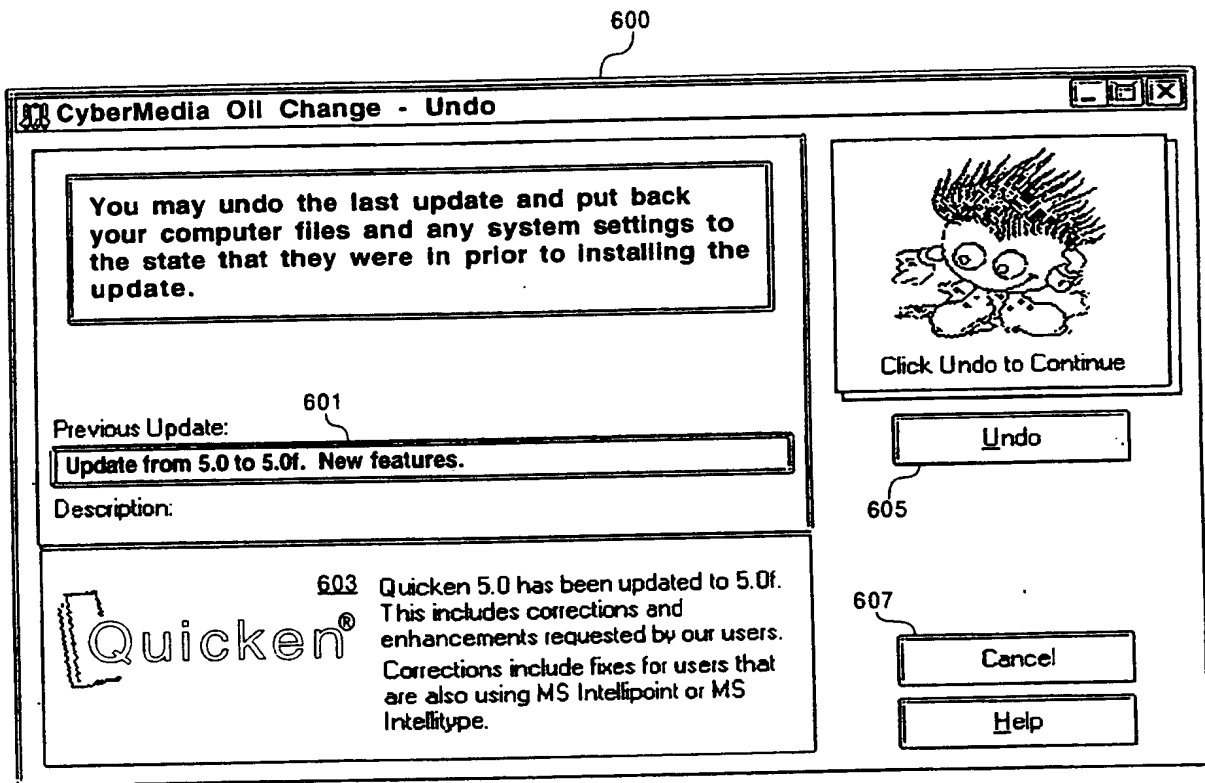 600
CyberMedia Oil Change - Undo
You may undo the last update and put back
your computer files and any system settings to
the state that they were in prior to installing the
update.
Click Undo to Continue
601
Previous Update:
Update from 5.0 to 5.0f. New features.
Undo
605
Description:
Quicken®
603
Quicken 5.0 has been updated to 5.0f.
This includes corrections and
enhancements requested by our users.
Corrections include fixes for users that
are also using MS Intellipoint or MS
Intellitype.
607
Cancel
Help